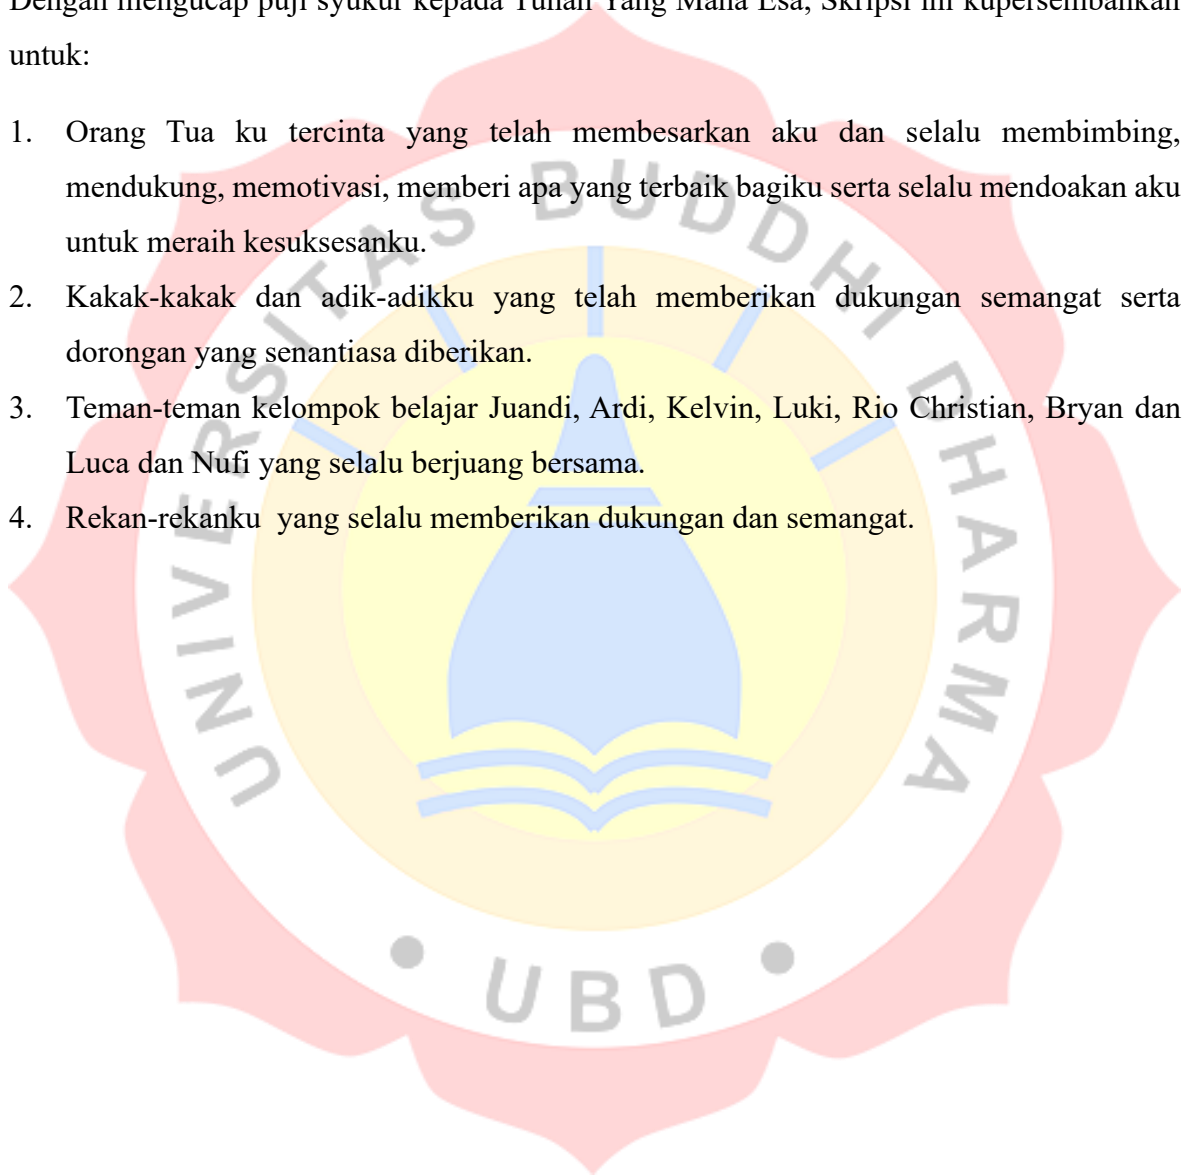 Dengan mengucap puji syukur kepada Tuhan Yang Maha Esa, Skripsi ini kupersembahkan
untuk:
1. Orang Tua ku tercinta yang telah membesarkan aku dan selalu membimbing,
mendukung, memotivasi, memberi apa yang terbaik bagiku serta selalu mendoakan aku
untuk meraih kesuksesanku.
2. Kakak-kakak dan adik-adikku yang telah memberikan dukungan semangat serta
dorongan yang senantiasa diberikan.
3. Teman-teman kelompok belajar Juandi, Ardi, Kelvin, Luki, Rio Christian, Bryan dan
Luca dan Nufi yang selalu berjuang bersama.
4. Rekan-rekanku  yang selalu memberikan dukungan dan semangat.
UNIVERSITAS BUDDHI DHARMA
• UBD •